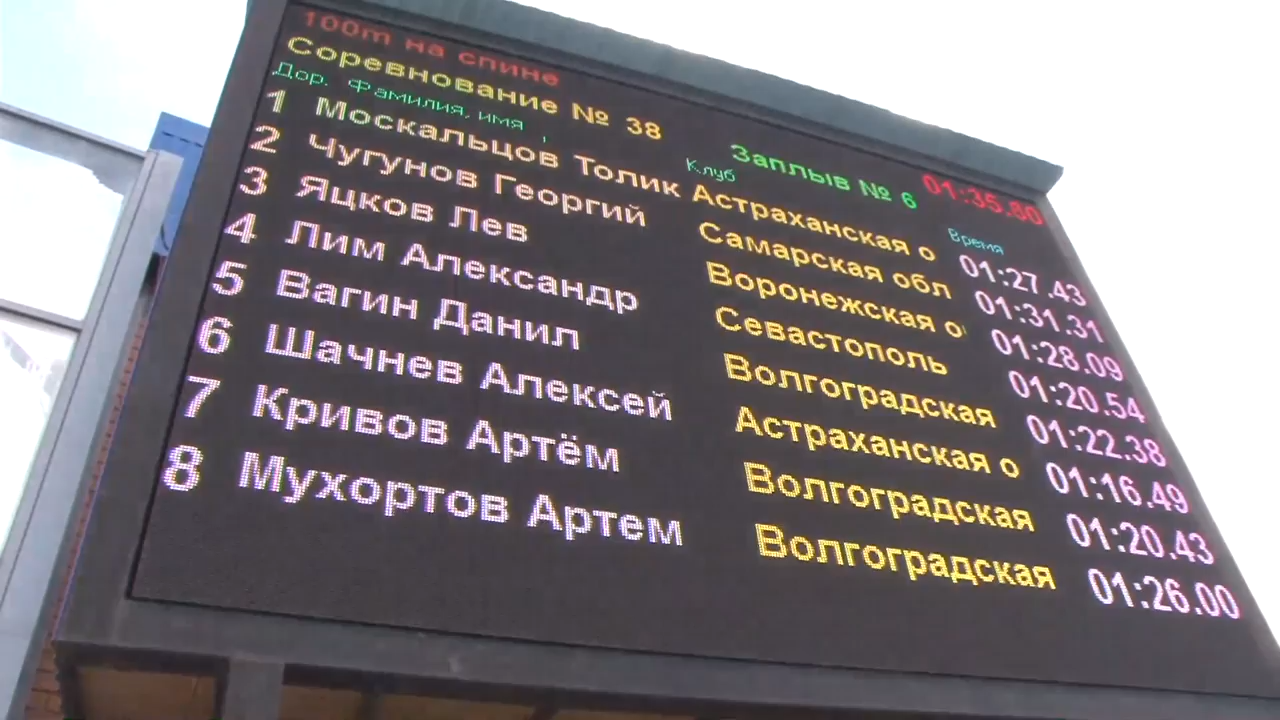 100m на спине
Соревнование № 38 Заплыв № 6 01:35.80
Дор. Фамилия, имя , Клуб Время
1 Москальцов Толик Астраханская о 01:27.43
2 Чугунов Георгий Самарская обл 01:31.31
3 Яцков Лев Воронежская о 01:28.09
4 Лим Александр Севастополь 01:20.54
5 Вагин Данил Волгоградская 01:22.38
6 Шачнев Алексей Астраханская о 01:16.49
7 Кривов Артём Волгоградская 01:20.43
8 Мухортов Артем Волгоградская 01:26.00